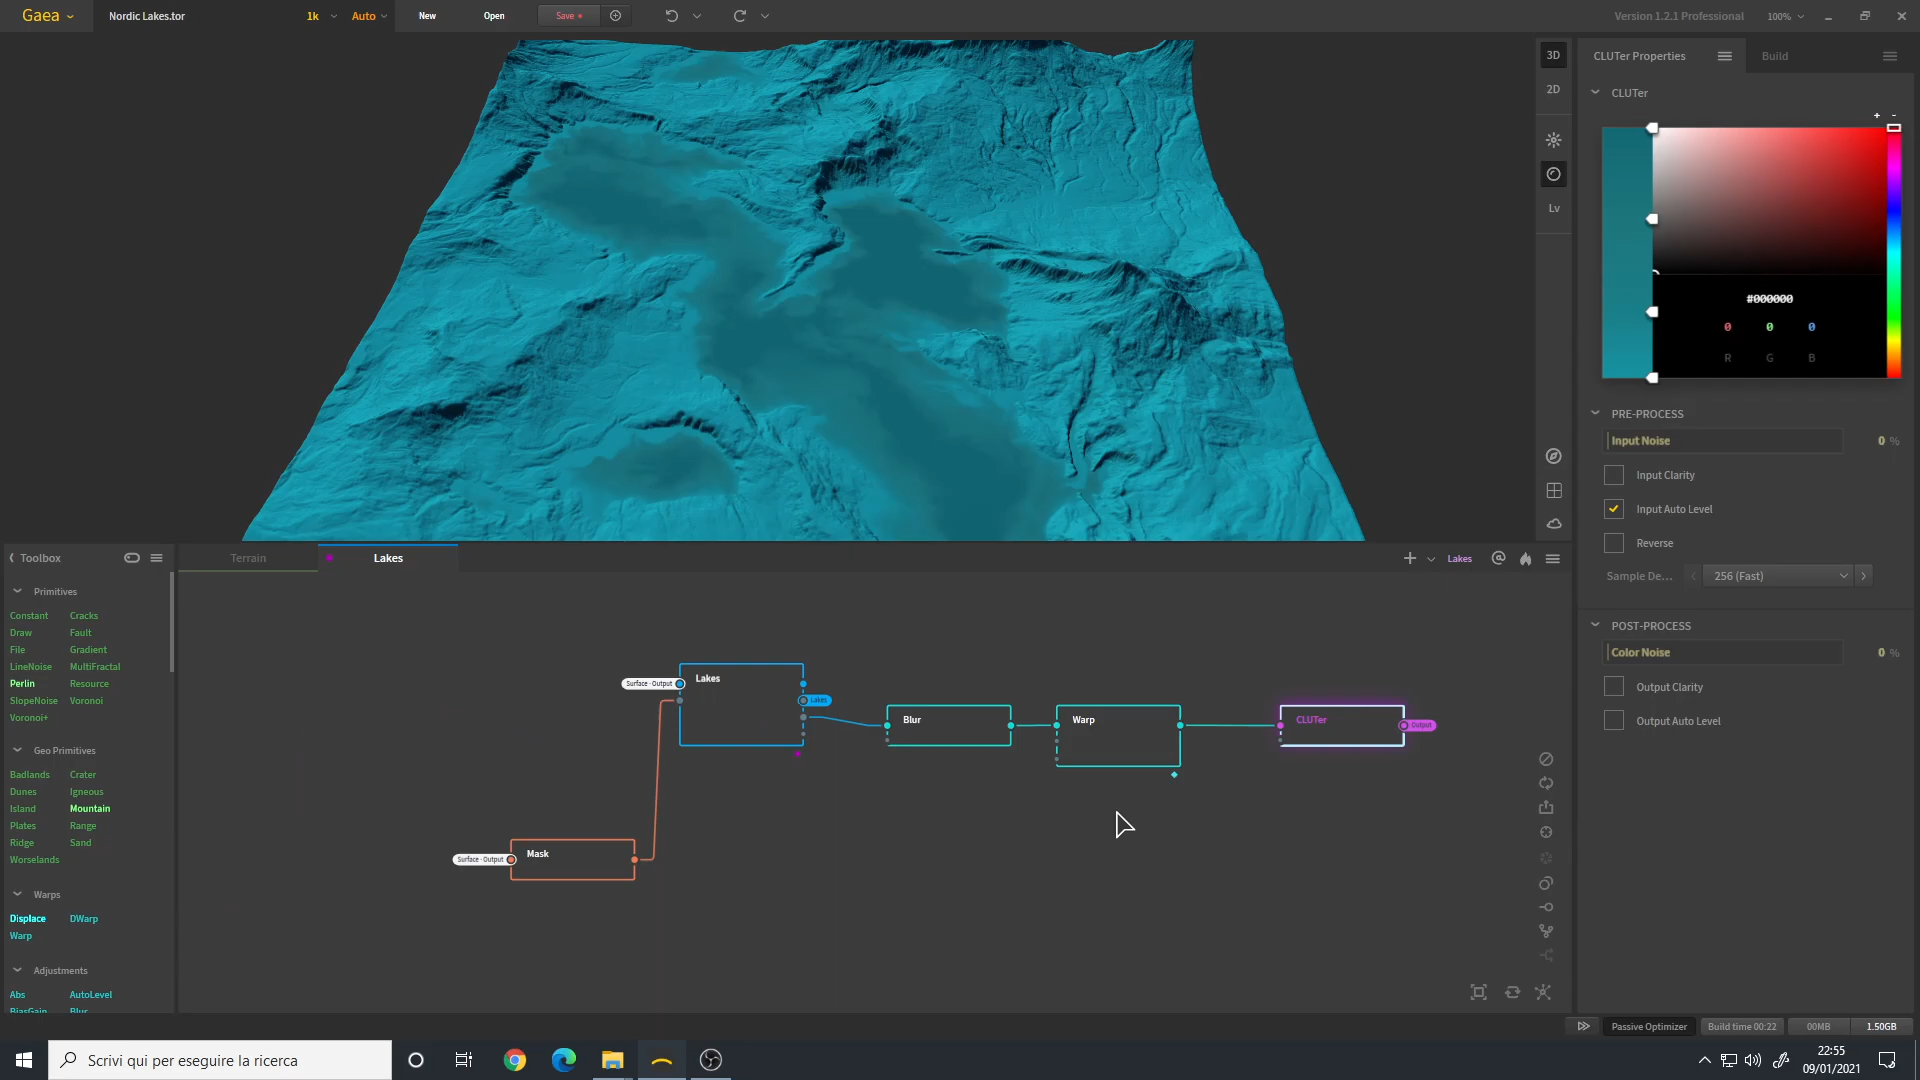 Gaea
Nordic Lakes.tor
1k
Auto
New
Open
Save
Version 1.2.1 Professional
100%
3D
2D
Lv
CLUTer Properties
Build
CLUTer
+ -
#000000
0 0 0
R G B
PRE-PROCESS
Input Noise
0 %
Input Clarity
Input Auto Level
Reverse
Sample De...
256 (Fast)
POST-PROCESS
Color Noise
0 %
Output Clarity
Output Auto Level
Toolbox
Primitives
Constant Cracks
Draw Fault
File Gradient
LineNoise MultiFractal
Perlin Resource
SlopeNoise Voronoi
Voronoi+
Geo Primitives
Badlands Crater
Dunes Igneous
Island Mountain
Plates Range
Ridge Sand
Worselands
Warps
Displace DWarp
Warp
Adjustments
Abs AutoLevel
BiasGain Blur
Terrain
Lakes
Lakes
Surface - Output
Lakes
Lakes
Blur
Warp
CLUTer
Output
Surface - Output
Mask
Passive Optimizer
Build time 00:22
00MB
1.50GB
Scrivi qui per eseguire la ricerca
22:55
09/01/2021